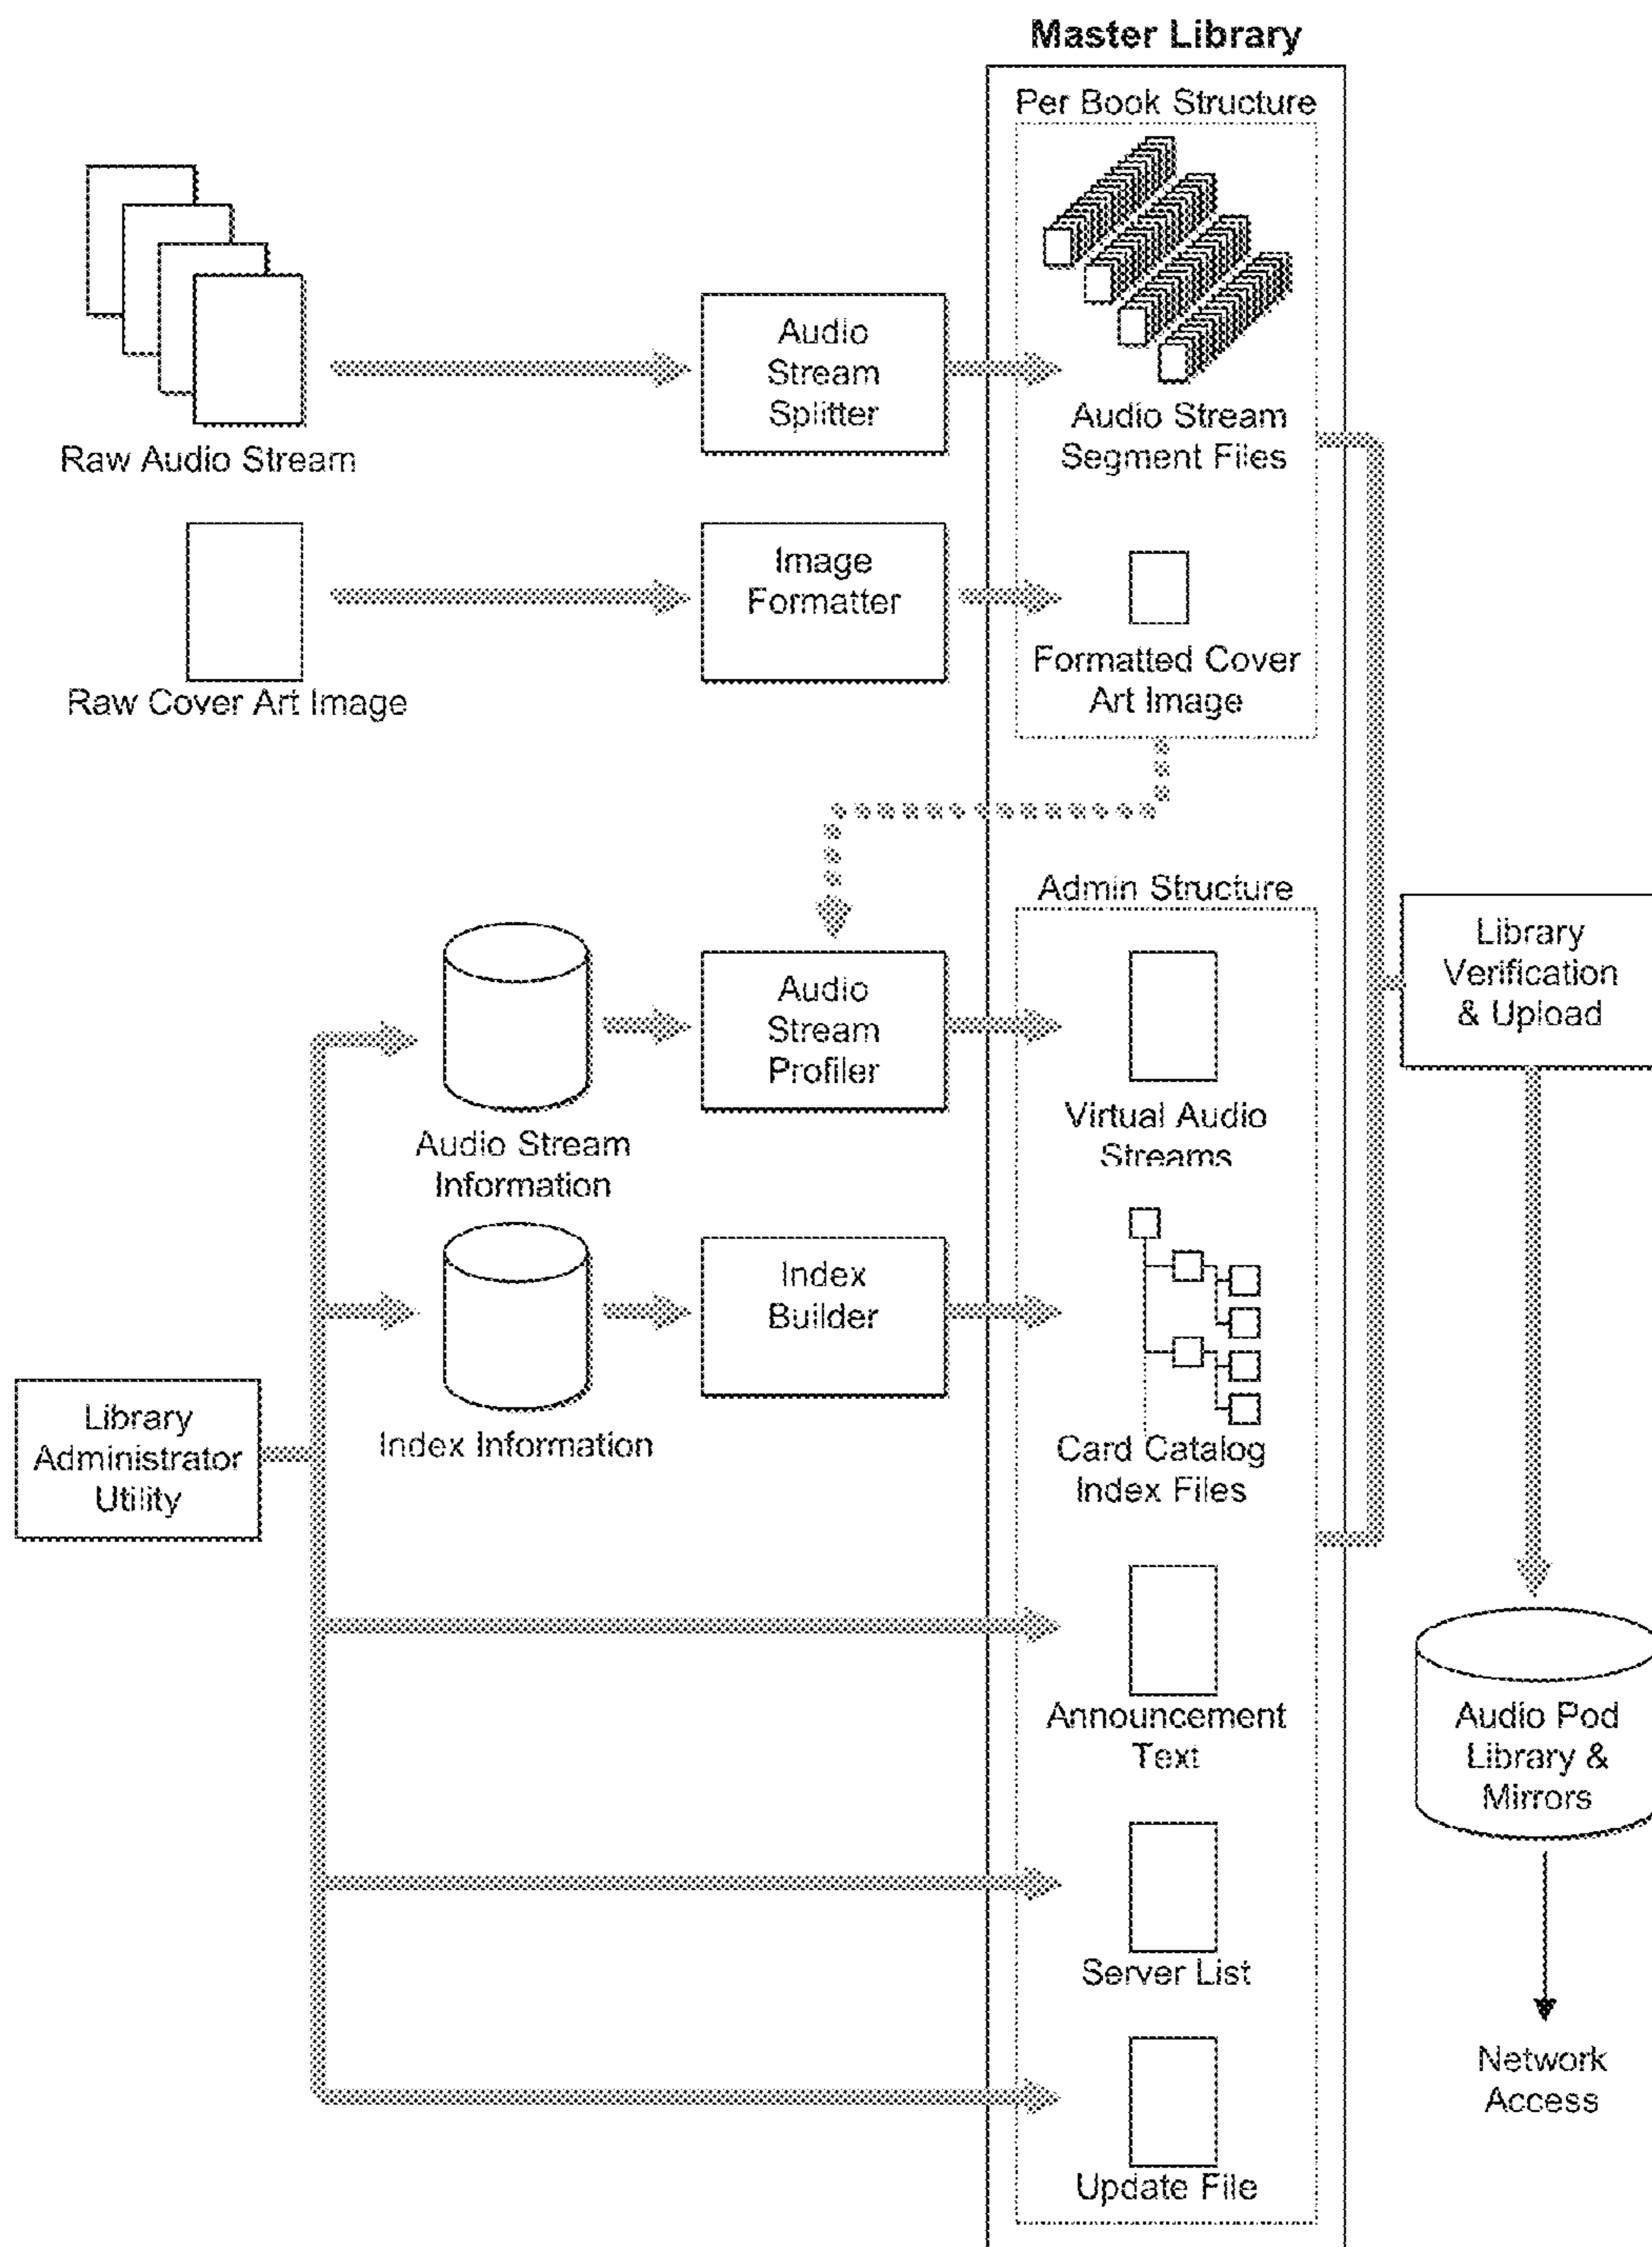 Master Library
Per Book Structure
Audio
Stream
Splitter
Raw Audio Stream
Audio Stream
Segment Files
Image
Formatter
Raw Cover Art Image
Formatted Cover
Art Image
Admin Structure
Library
Verification
& Upload
Audio
Stream
Profiler
Audio Stream
Information
Virtual Audio
Streams
Index
Builder
Index Information
Card Catalog
Index Files
Library
Administrator
Utility
Announcement
Text
Audio Pod
Library &
Mirrors
Server List
Network
Access
Update File